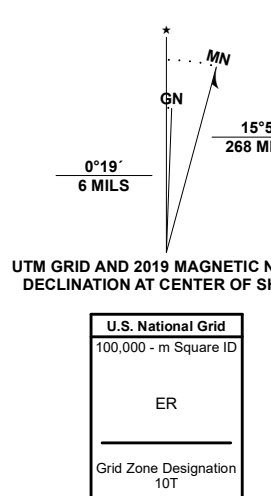 ★
MN
GN
15°5
268 MI
0°19´
6 MILS
UTM GRID AND 2019 MAGNETIC N
DECLINATION AT CENTER OF SH
U.S. National Grid
100,000 - m Square ID
ER
Grid Zone Designation
10T